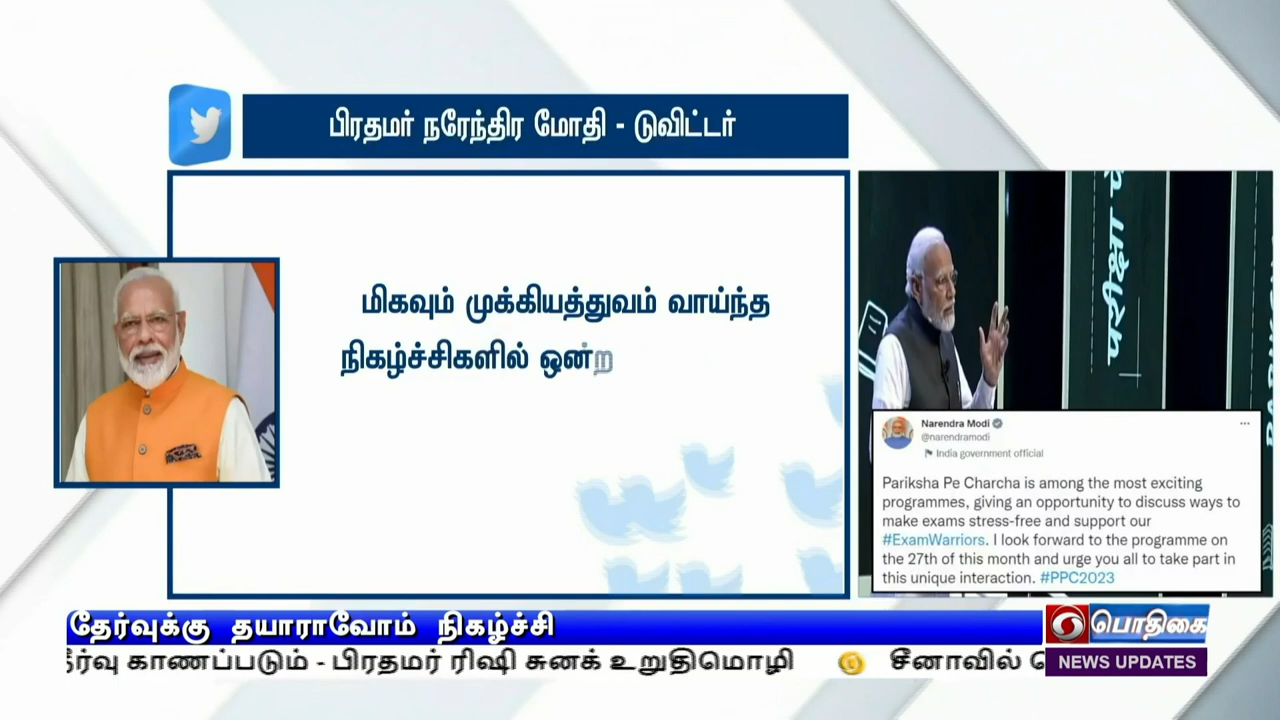 பிரதமர் நரேந்திர மோதி - டுவிட்டர்
மிகவும் முக்கியத்துவம் வாய்ந்த
நிகழ்ச்சிகளில் ஒன்ற
परीक्षा
Narendra Modi
@narendramodi
India government official
Pariksha Pe Charcha is among the most exciting
programmes, giving an opportunity to discuss ways to
make exams stress-free and support our
#ExamWarriors. I look forward to the programme on
the 27th of this month and urge you all to take part in
this unique interaction. #PPC2023
தேர்வுக்கு தயாராவோம் நிகழ்ச்சி
பொதிகை
காணப்படும் - பிரதமர் ரிஷி சுனக் உறுதிமொழி சீனாவில்
NEWS UPDATES